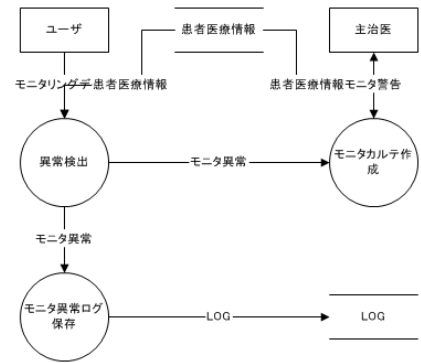 ユーザ
患者医療情報
主治医
モニタリングデ
患者医療情報
患者医療情報
モニタ警告
異常検出
モニタ異常
モニタカルテ作
成
モニタ異常
モニタ異常ログ
保存
LOG
LOG